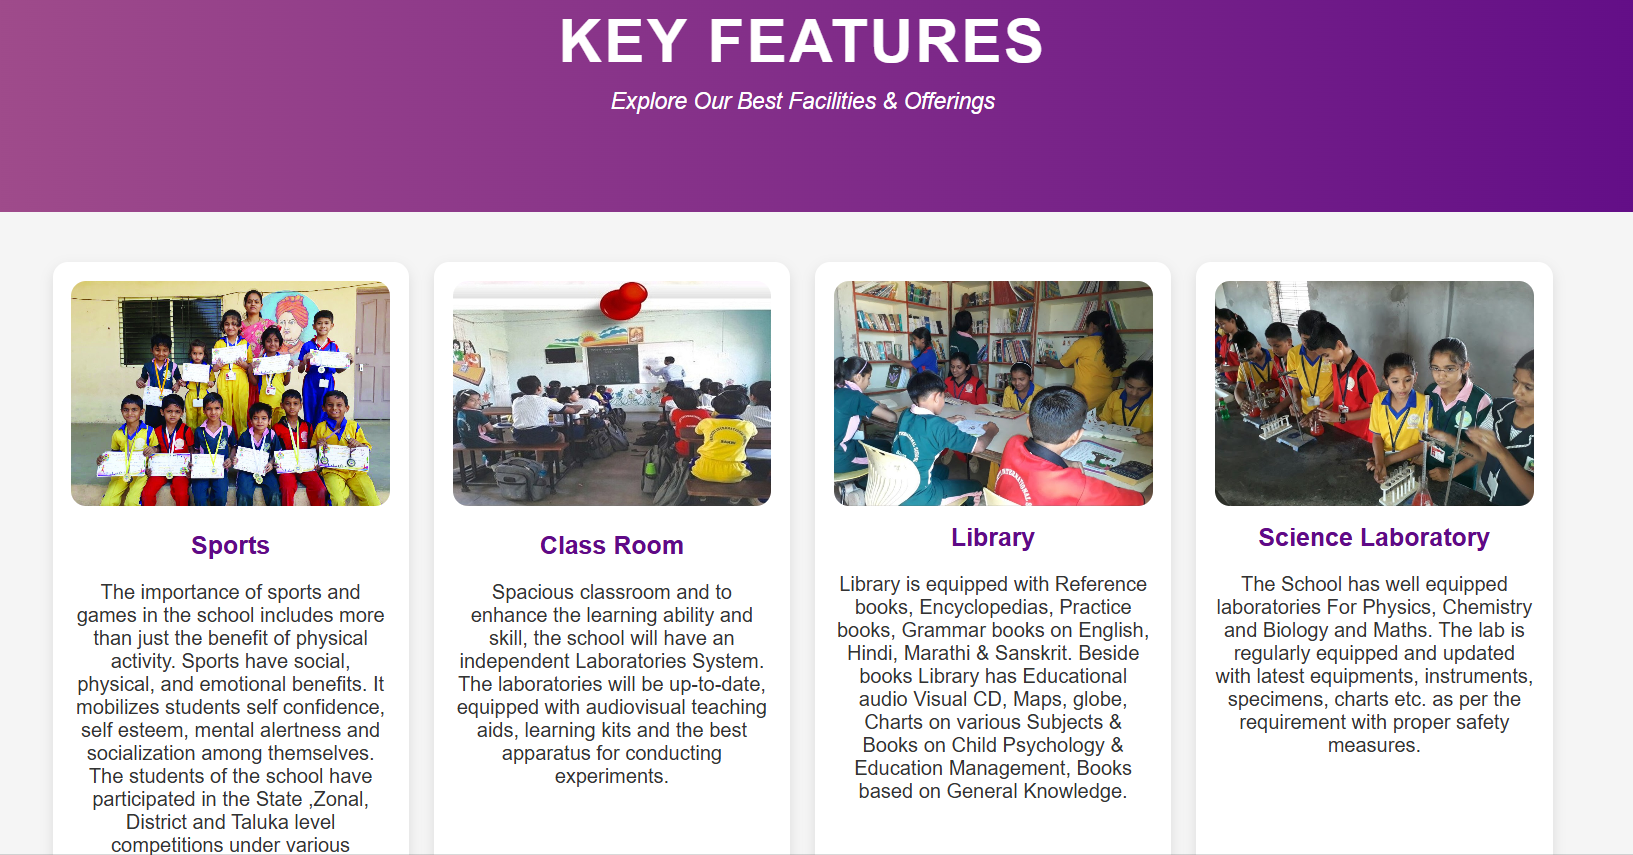 KEY FEATURES
Explore Our Best Facilities & Offerings
Sports
The importance of sports and
games in the school includes more
than just the benefit of physical
activity. Sports have social,
physical, and emotional benefits. It
mobilizes students self confidence,
self esteem, mental alertness and
socialization among themselves.
The students of the school have
participated in the State ,Zonal,
District and Taluka level
competitions under various
Class Room
Spacious classroom and to
enhance the learning ability and
skill, the school will have an
independent Laboratories System.
The laboratories will be up-to-date,
equipped with audiovisual teaching
aids, learning kits and the best
apparatus for conducting
experiments.
Library
Library is equipped with Reference
books, Encyclopedias, Practice
books, Grammar books on English,
Hindi, Marathi & Sanskrit. Beside
books Library has Educational
audio Visual CD, Maps, globe,
Charts on various Subjects &
Books on Child Psychology &
Education Management, Books
based on General Knowledge.
Science Laboratory
The School has well equipped
laboratories For Physics, Chemistry
and Biology and Maths. The lab is
regularly equipped and updated
with latest equipments, instruments,
specimens, charts etc. as per the
requirement with proper safety
measures.